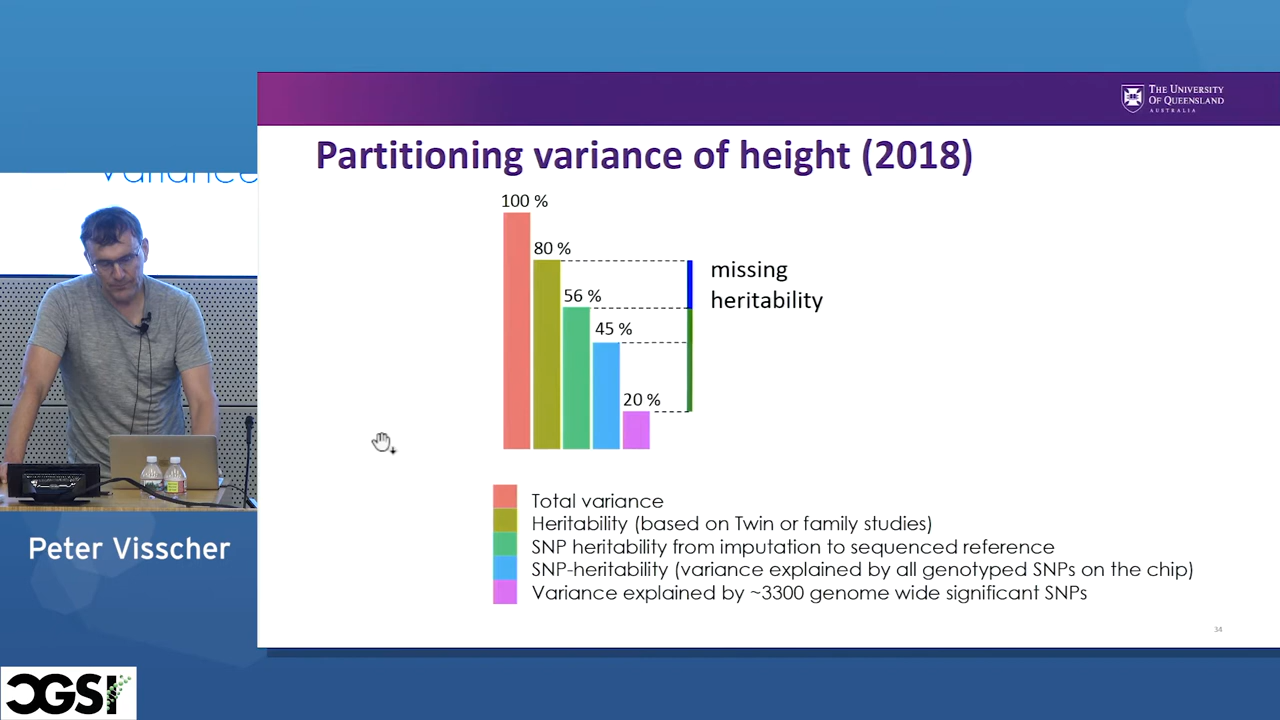 THE UNIVERSITY
OF QUEENSLAND
AUSTRALIA
Partitioning variance of height (2018)
Variance
100 %
80 %
56 %
45 %
20 %
missing
heritability
Total variance
Heritability (based on Twin or family studies)
SNP heritability from imputation to sequenced reference
SNP-heritability (variance explained by all genotyped SNPs on the chip)
Variance explained by ~3300 genome wide significant SNPs
34
Peter Visscher
CGSI